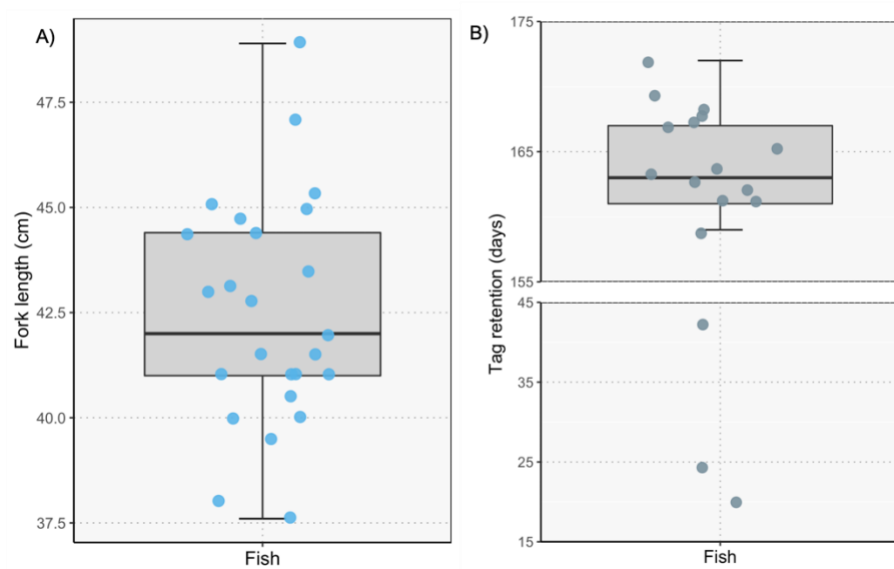 A)
Fork length (cm)
47.5
45.0
42.5
40.0
37.5
Fish
B)
Tag retention (days)
175
165
155
45
35
25
15
Fish